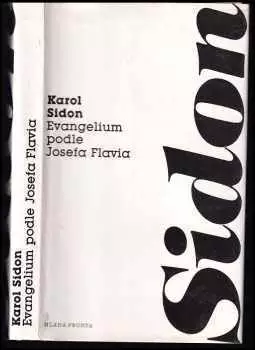 Karol Sidon
Evangelium podle Josefa Flavia
Karol
Sidon
Evangelium
podle
Josefa Flavia
MLADÁ FRONTA
Sidon